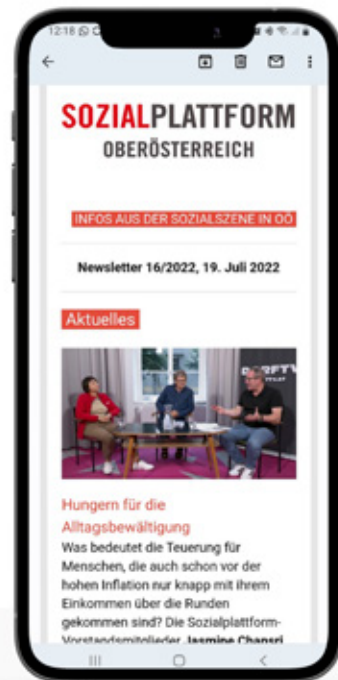 12:18
SOZIALPLATTFORM
OBERÖSTERREICH
INFOS AUS DER SOZIALSZENE IN OÖ
Newsletter 16/2022, 19. Juli 2022
Aktuelles
Hungern für die
Alltagsbewältigung
Was bedeutet die Teuerung für
Menschen, die auch schon vor der
hohen Inflation nur knapp mit ihrem
Einkommen über die Runden
gekommen sind? Die Sozialplattform-
Vorstandsmitglieder Jasmine Chansri